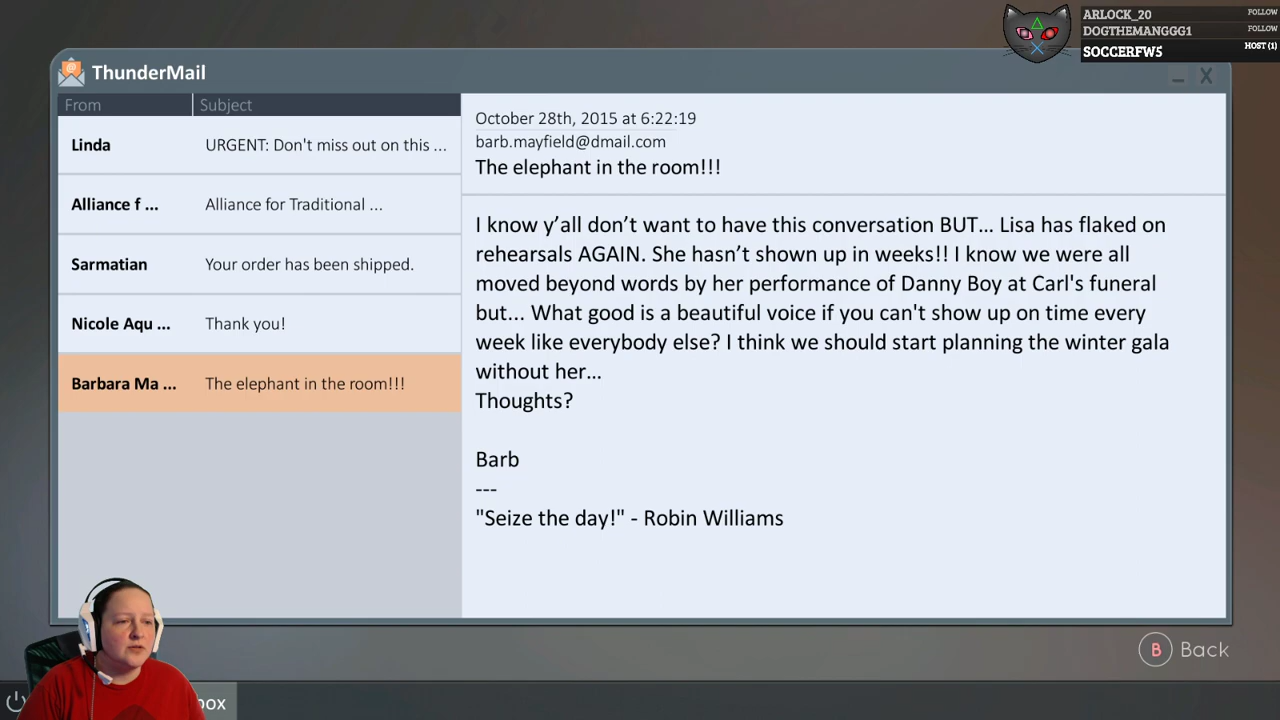 ARLOCK_20 FOLLOW
DOGTHEMANGGG1 FOLLOW
SOCCERFW5 HOST (1)
ThunderMail
From Subject
Linda URGENT: Don't miss out on this ...
Alliance f ... Alliance for Traditional ...
Sarmatian Your order has been shipped.
Nicole Aqu ... Thank you!
Barbara Ma ... The elephant in the room!!!
October 28th, 2015 at 6:22:19
barb.mayfield@dmail.com
The elephant in the room!!!
I know y’all don’t want to have this conversation BUT… Lisa has flaked on
rehearsals AGAIN. She hasn’t shown up in weeks!! I know we were all
moved beyond words by her performance of Danny Boy at Carl's funeral
but... What good is a beautiful voice if you can't show up on time every
week like everybody else? I think we should start planning the winter gala
without her…
Thoughts?
Barb
---
"Seize the day!" - Robin Williams
B Back
box